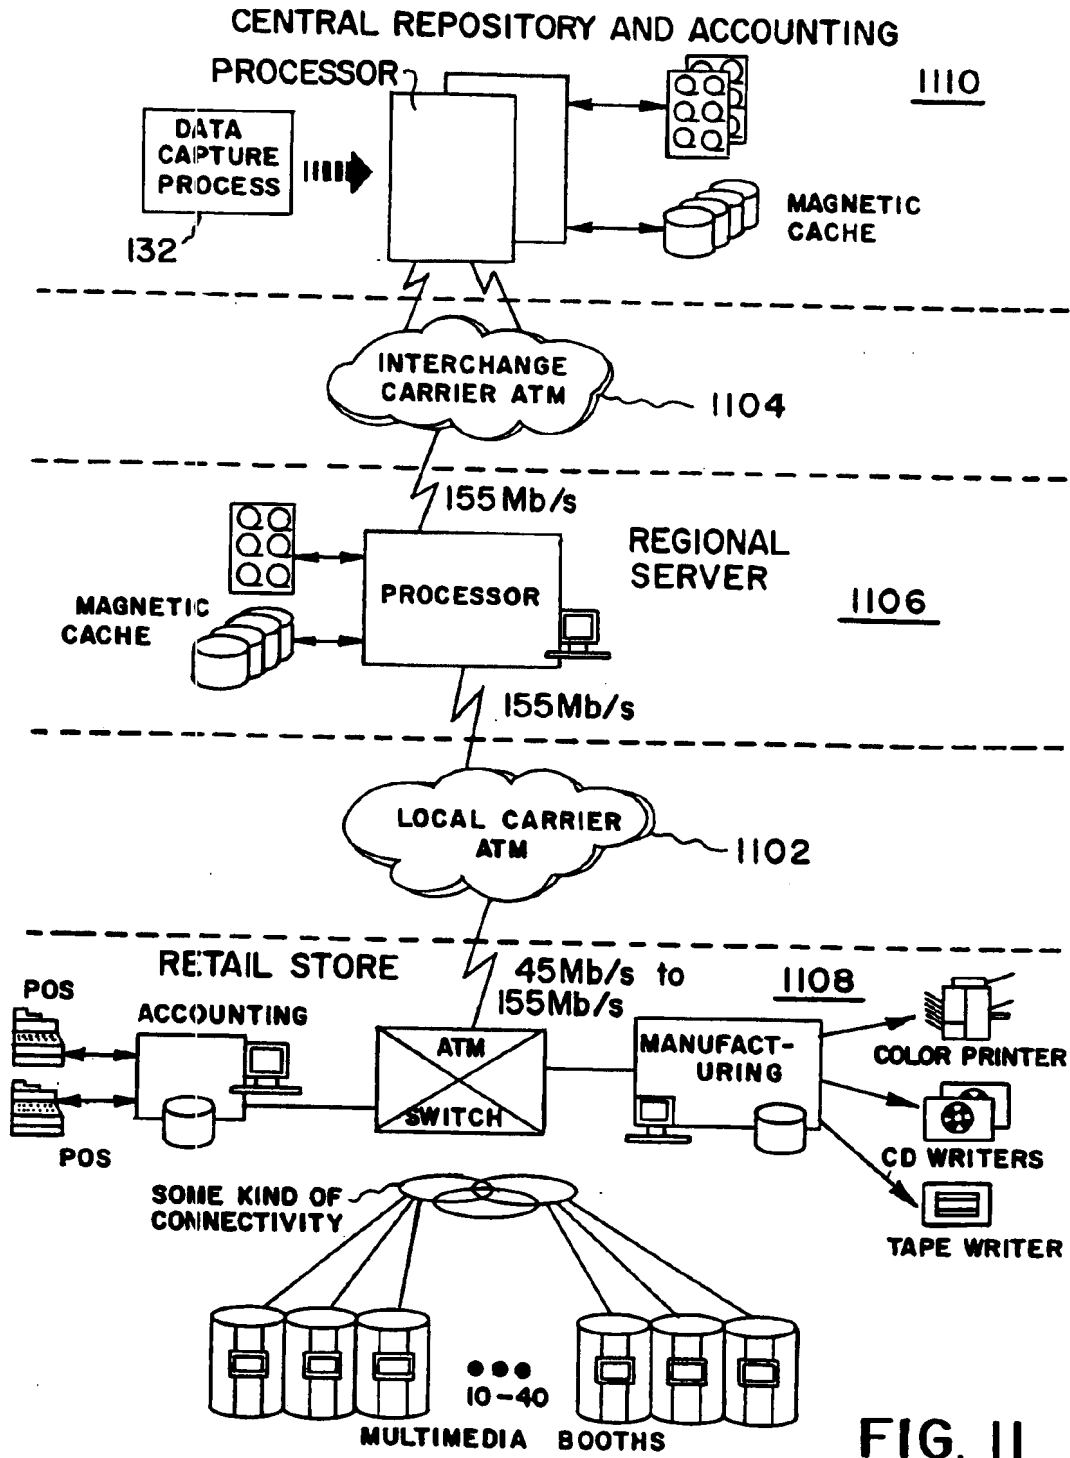 CENTRAL REPOSITORY AND ACCOUNTING
PROCESSOR
1110
DATA
CAPTURE
PROCESS
132
MAGNETIC
CACHE
INTERCHANGE
CARRIER ATM
1104
155Mb/s
REGIONAL
SERVER
1106
PROCESSOR
MAGNETIC
CACHE
155Mb/s
LOCAL CARRIER
ATM
1102
RETAIL STORE
45Mb/s to
155Mb/s
1108
POS
ACCOUNTING
ATM
SWITCH
MANUFACT-
URING
COLOR PRINTER
POS
CD WRITERS
SOME KIND OF
CONNECTIVITY
TAPE WRITER
10-40
MULTIMEDIA BOOTHS
FIG. 11